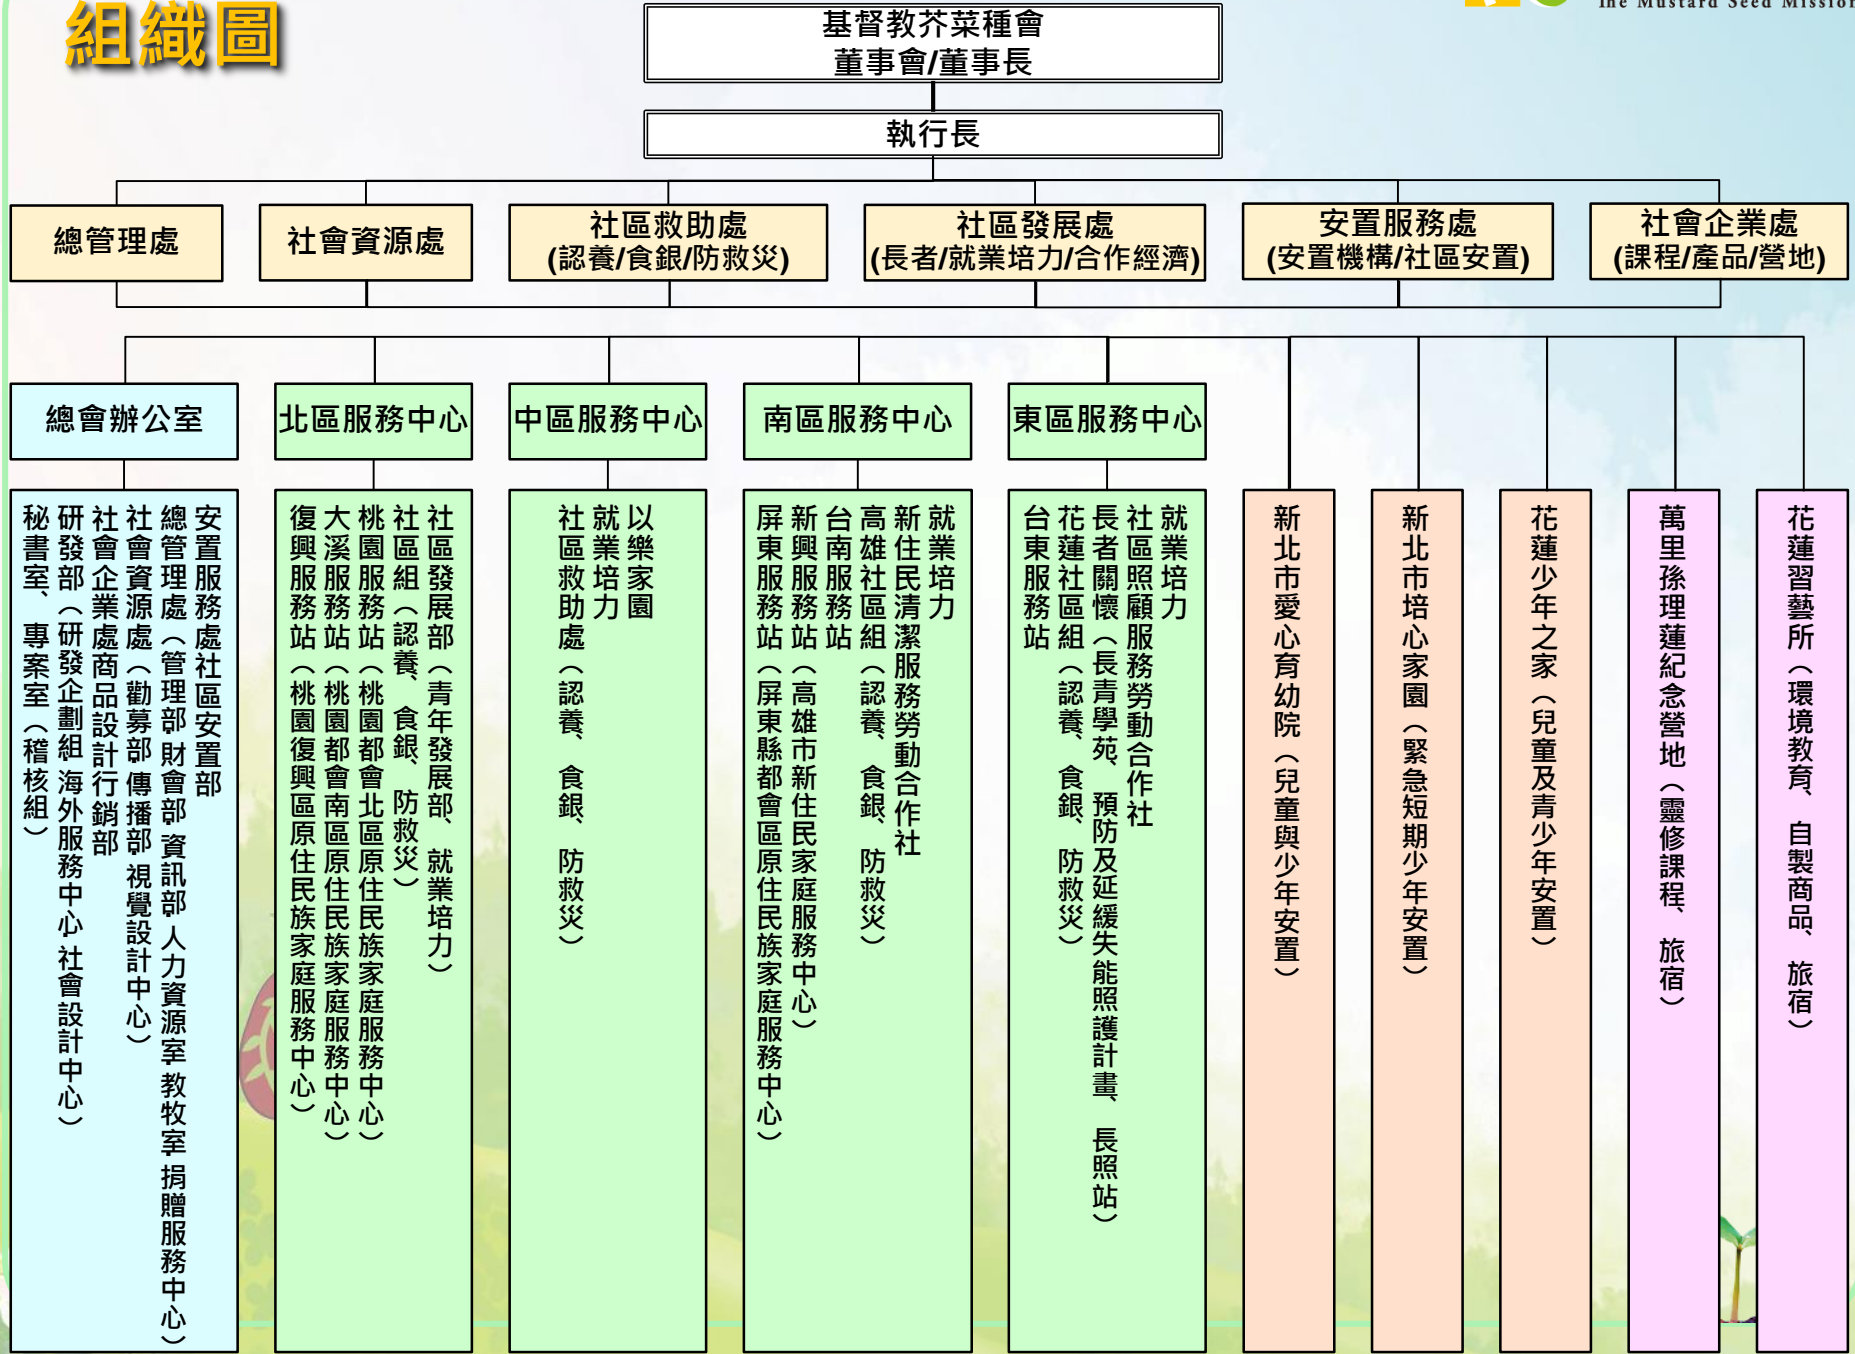 組織圖
The Mustard Seed Mission
基督教芥菜種會
董事會/董事長
執行長
總管理處
社會資源處
社區救助處
(認養/食銀/防救災)
社區發展處
(長者/就業培力/合作經濟)
安置服務處
(安置機構/社區安置)
社會企業處
(課程/產品/營地)
總會辦公室
北區服務中心
中區服務中心
南區服務中心
東區服務中心
安置服務處社區安置部
總管理處（管理部、財會部、資訊部、人力資源室、教牧室、捐贈服務中心）
社會資源處（勸募部、傳播部、視覺設計中心）
社會企業處商品設計行銷部
研發部（研發企劃組、海外服務中心、社會設計中心）
秘書室、專案室（稽核組）
社區發展部（青年發展部、就業培力）
社區組（認養、食銀、防救災）
桃園服務站（桃園都會北區原住民族家庭服務中心）
大溪服務站（桃園都會南區原住民族家庭服務中心）
復興服務站（桃園復興區原住民族家庭服務中心）
以樂家園
就業培力
社區救助處（認養、食銀、防救災）
就業培力
新住民清潔服務勞動合作社
高雄社區組（認養、食銀、防救災）
台南服務站
新興服務站（高雄市新住民家庭服務中心）
屏東服務站（屏東縣都會區原住民族家庭服務中心）
就業培力
社區照顧服務勞動合作社
長者關懷（長青學苑、預防及延緩失能照護計畫、長照站）
花蓮社區組（認養、食銀、防救災）
台東服務站
新北市愛心育幼院（兒童與少年安置）
新北市培心家園（緊急短期少年安置）
花蓮少年之家（兒童及青少年安置）
萬里孫理蓮紀念營地（靈修課程、旅宿）
花蓮習藝所（環境教育、自製商品、旅宿）